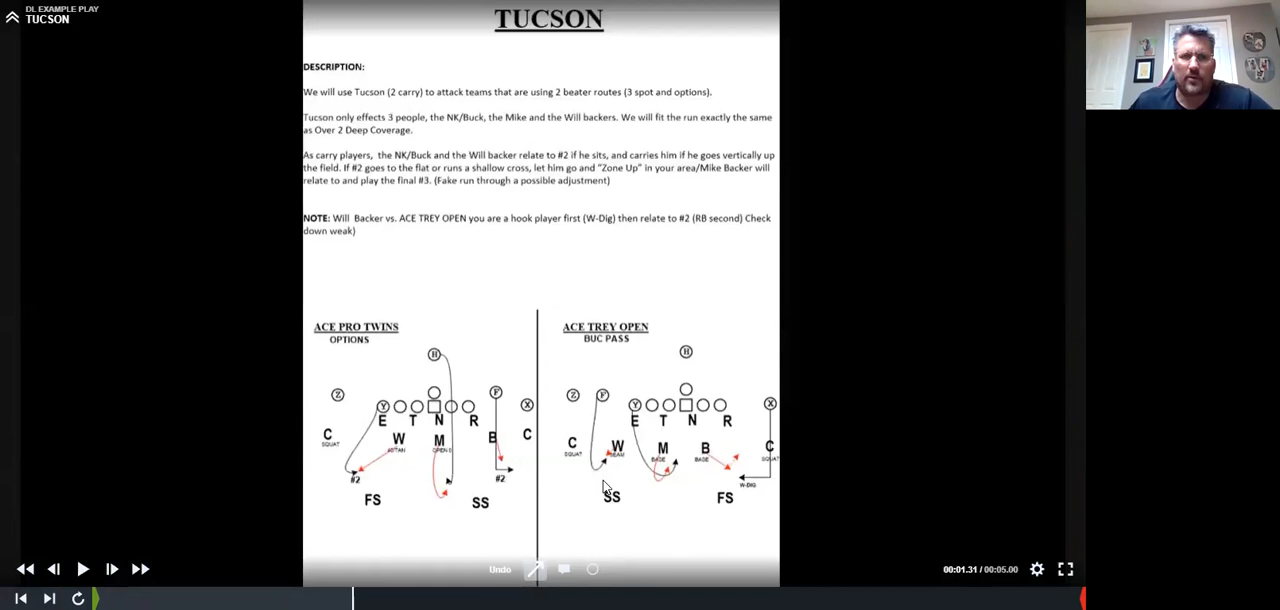 DL EXAMPLE PLAY
TUCSON
TUCSON
DESCRIPTION:
We will use Tucson (2 carry) to attack teams that are using 2 beater routes (3 spot and options).
Tucson only effects 3 people, the NK/Buck, the Mike and the Will backers. We will fit the run exactly the same
as Over 2 Deep Coverage.
As carry players, the NK/Buck and the Will backer relate to #2 if he sits, and carries him if he goes vertically up
the field. If #2 goes to the flat or runs a shallow cross, let him go and "Zone Up" in your area/Mike Backer will
relate to and play the final #3. (Fake run through a possible adjustment)
NOTE: Will Backer vs. ACE TREY OPEN you are a hook player first (W-Dig) then relate to #2 (RB second) Check
down weak)
ACE PRO TWINS
OPTIONS
H
Z
F
Y
X
E T N R
C
SQUAT
W
M
B
C
#2
#2
FS
SS
ACE TREY OPEN
BUC PASS
H
Z
F
Y
X
E T N R
C
SQUAT
W
SEAM
M
BASE
B
BASE
C
SQUAT
W-DIG
SS
FS
Undo
00:01.31 / 00:05.00